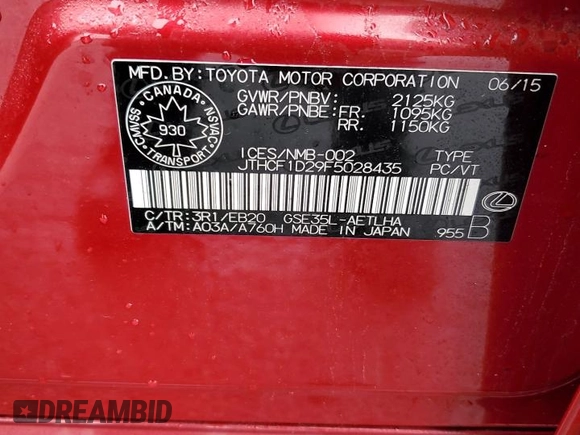 MFD.BY: TOYOTA MOTOR CORPORATION 06/15
GVWR/PNBV: 2125KG
GAWR/PNBE: FR. 1095KG
RR. 1150KG
CANADA
CMVSS
NSVAC
930
TRANSPORT
ICES/NMB-002 TYPE
JTHCF1D29F5028435 PC/VT
C/TR: 3R1/EB20 GSE35L-AETLHA
A/TM: A03A/A760H MADE IN JAPAN 955 B
DREAMBID